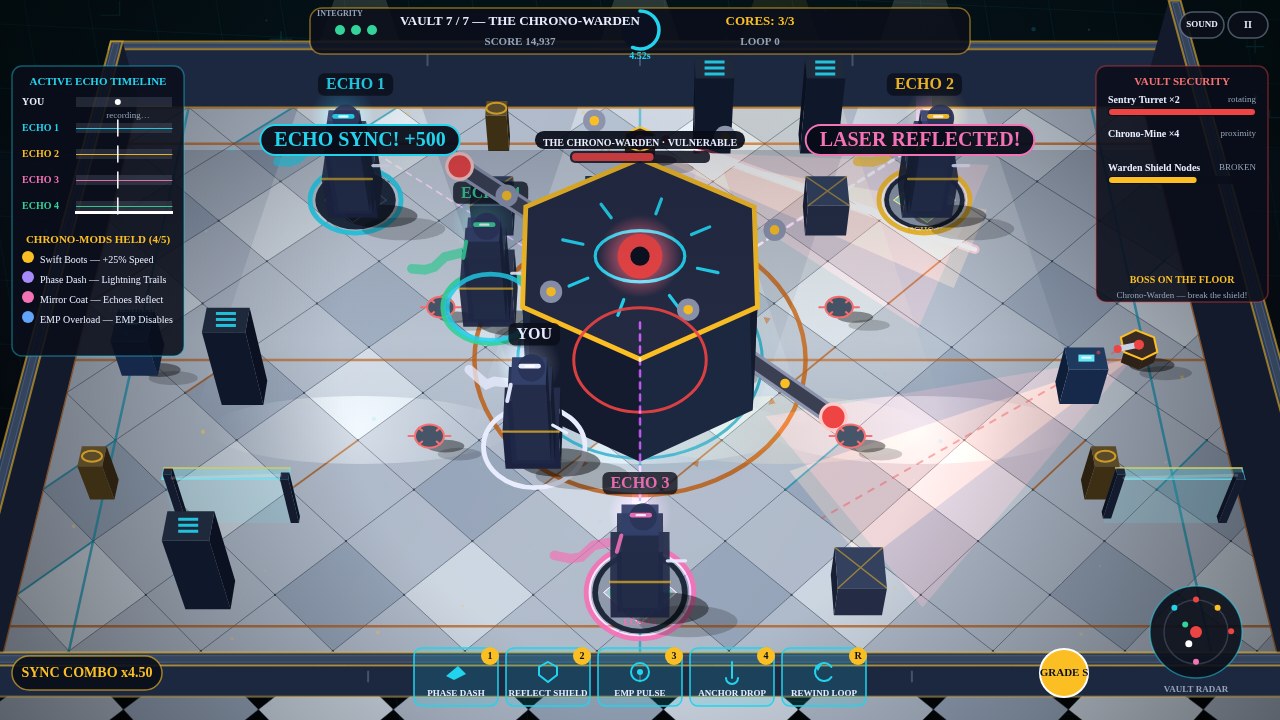 INTEGRITY
VAULT 7 / 7 — THE CHRONO-WARDEN
SCORE 14,937
4.52s
CORES: 3/3
LOOP 0
SOUND
II
ACTIVE ECHO TIMELINE
YOU
recording…
ECHO 1
ECHO 2
ECHO 3
ECHO 4
CHRONO-MODS HELD (4/5)
Swift Boots — +25% Speed
Phase Dash — Lightning Trails
Mirror Coat — Echoes Reflect
EMP Overload — EMP Disables
VAULT SECURITY
Sentry Turret ×2
rotating
Chrono-Mine ×4
proximity
Warden Shield Nodes
BROKEN
BOSS ON THE FLOOR
Chrono-Warden — break the shield!
ECHO 1
ECHO 2
ECHO SYNC! +500
THE CHRONO-WARDEN · VULNERABLE
LASER REFLECTED!
YOU
ECHO 3
SYNC COMBO x4.50
1
PHASE DASH
2
REFLECT SHIELD
3
EMP PULSE
4
ANCHOR DROP
R
REWIND LOOP
GRADE S
VAULT RADAR